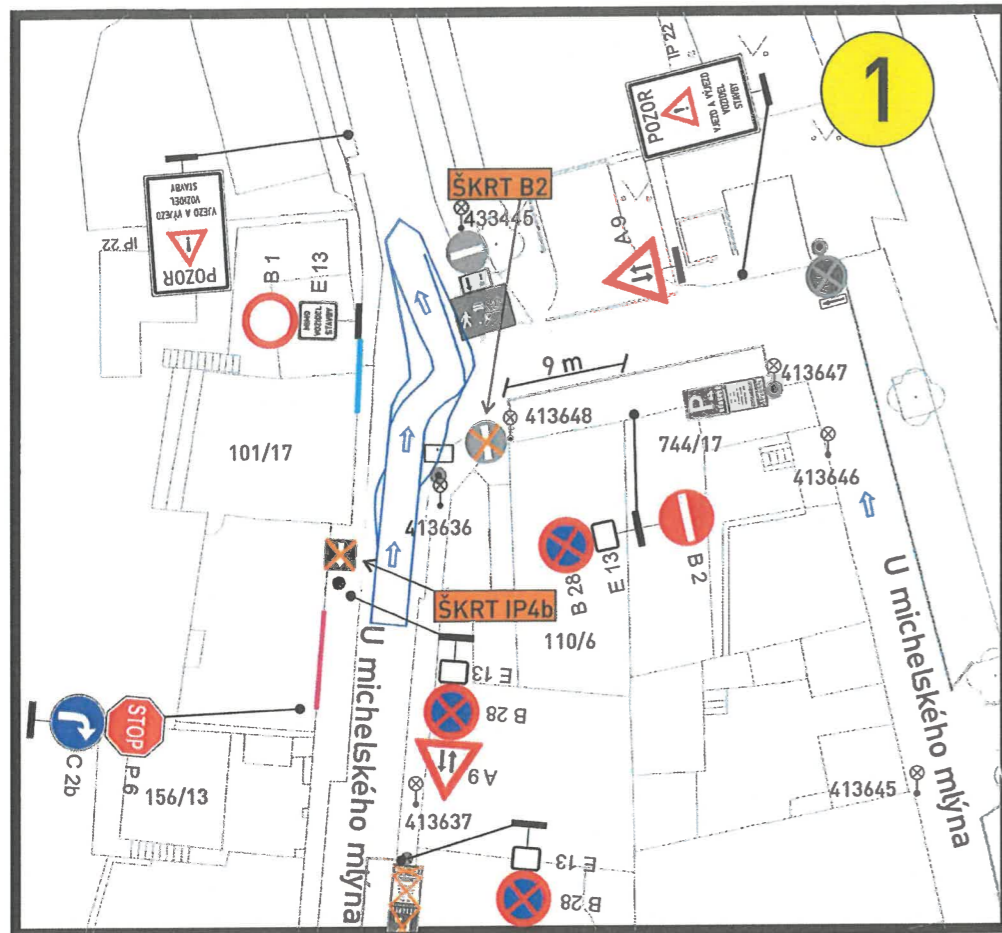 1
IP 22
POZOR
VJEZD A VÝJEZD
VOZIDEL
STAVBY
ŠKRT B2
433445
A 9
IP 22
POZOR
VJEZD A VÝJEZD
VOZIDEL
STAVBY
B 1
E 13
MIMO
VOZIDEL
STAVBY
9 m
413647
413648
P
744/17
101/17
413646
413636
B 28
E 13
B 2
ŠKRT IP4b
110/6
U michelského mlýna
E 13
B 28
A 9
STOP
C 2b
P 6
156/13
413645
413637
U michelského mlýna
E 13
B 28